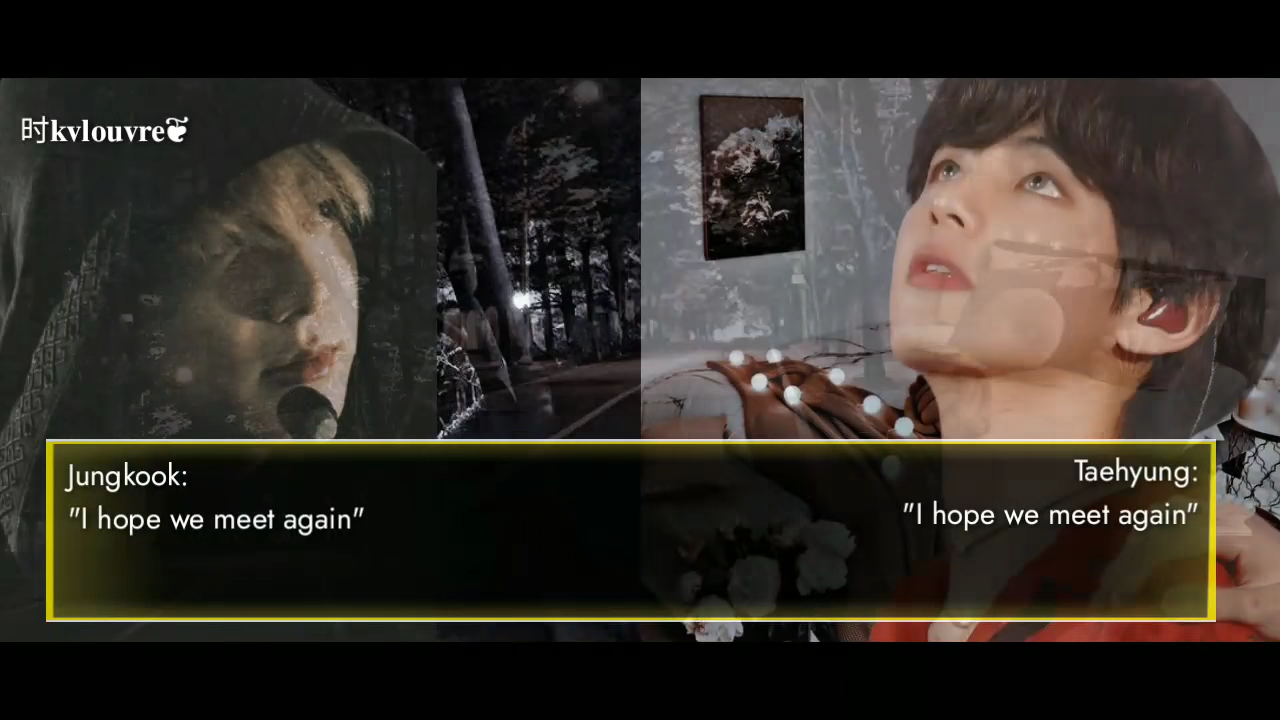 时kvlouvre❦
Jungkook:
"I hope we meet again"
Taehyung:
"I hope we meet again"